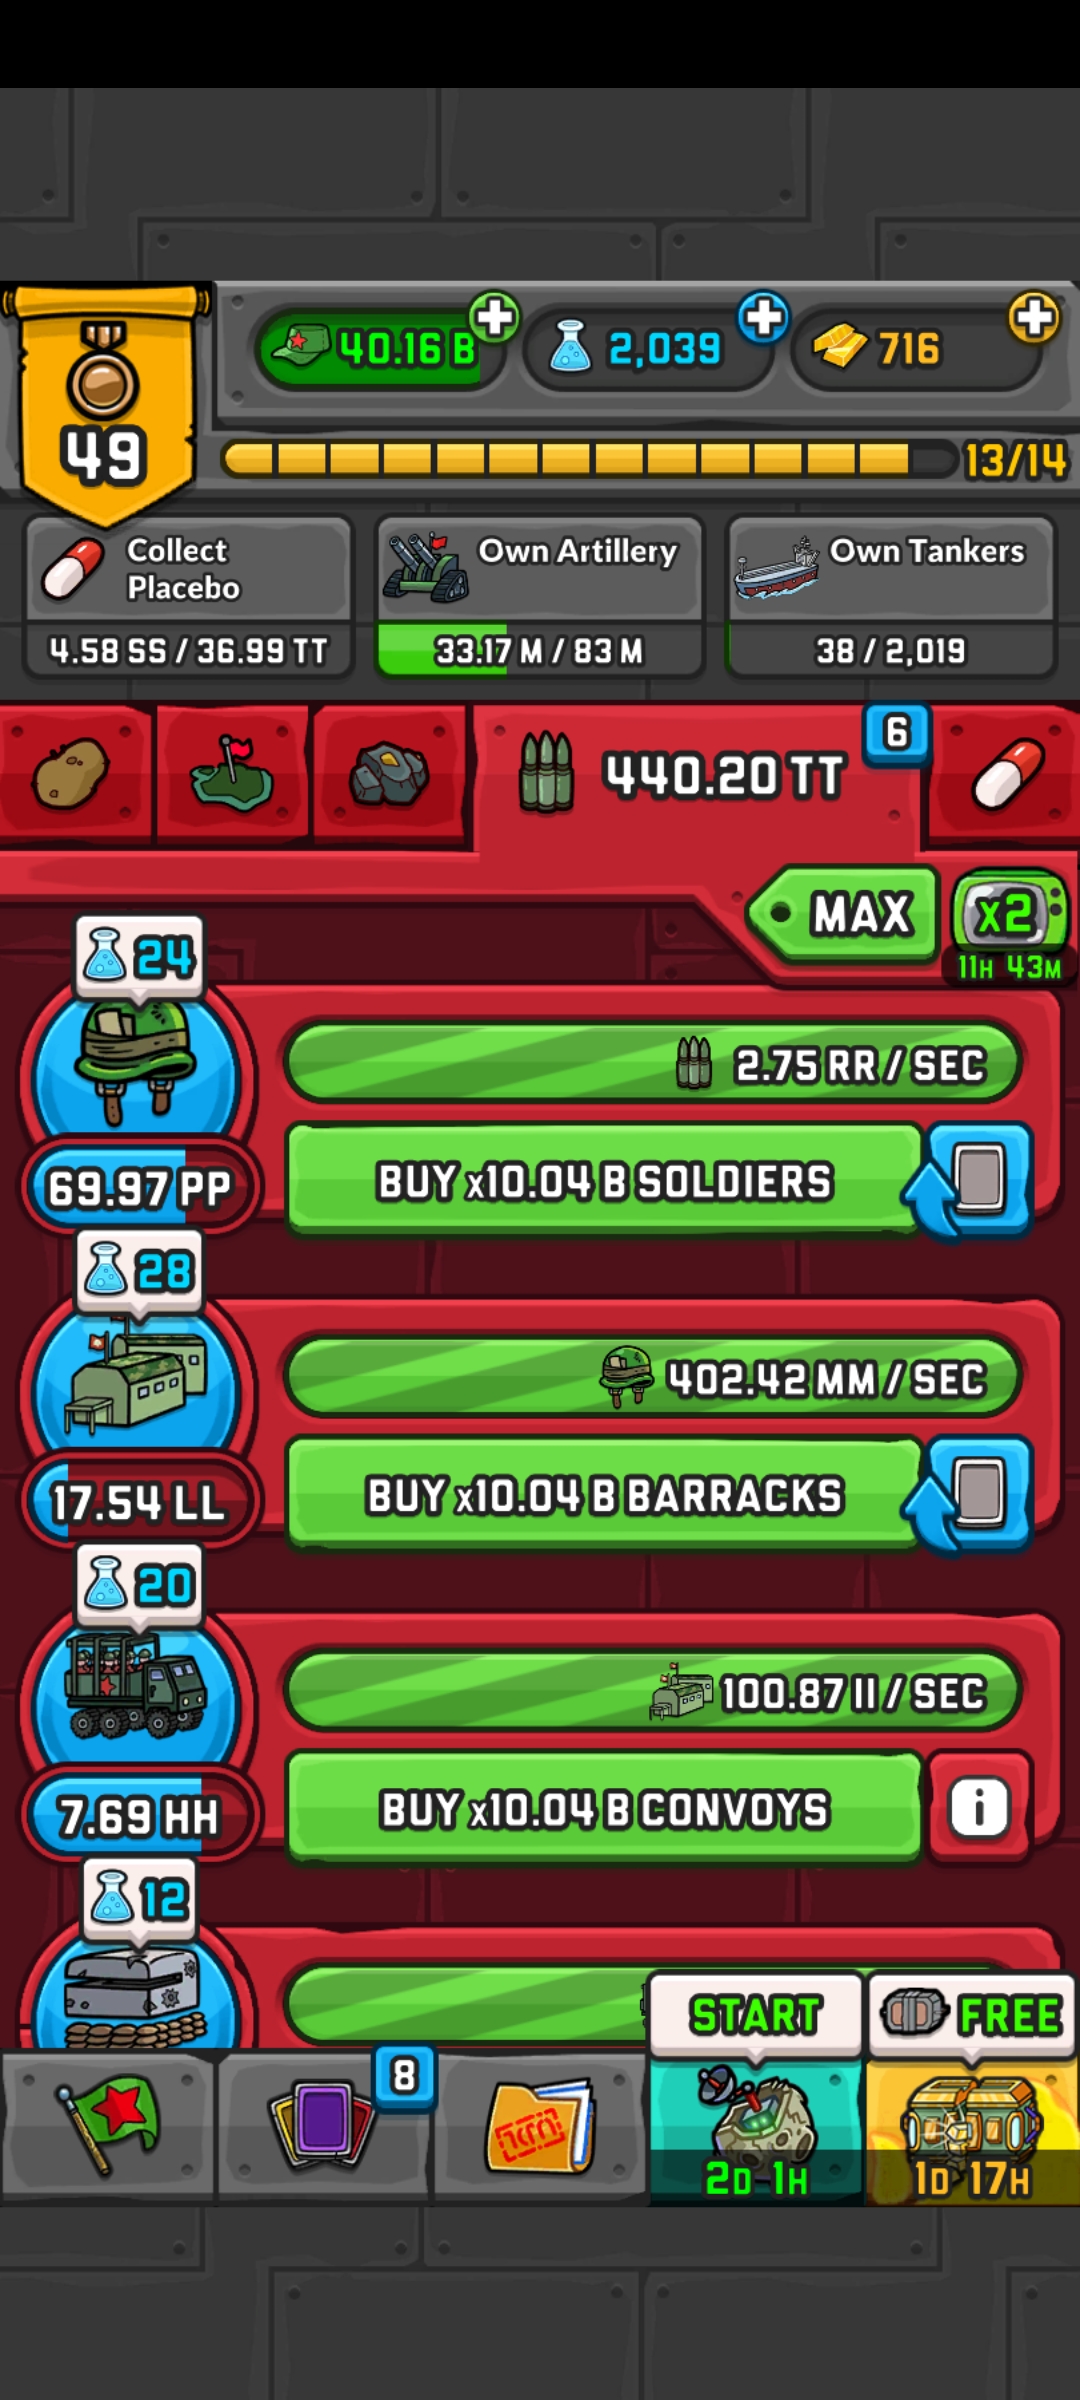 40.16 B
2,039
716
49
13/14
Collect
Placebo
4.58 SS / 36.99 TT
Own Artillery
33.17 M / 83 M
Own Tankers
38 / 2,019
440.20 TT
6
MAX
x2
11H 43M
24
2.75 RR / SEC
69.97 PP
BUY x10.04 B SOLDIERS
28
402.42 MM / SEC
17.54 LL
BUY x10.04 B BARRACKS
20
100.87 II / SEC
7.69 HH
BUY x10.04 B CONVOYS
i
12
START
FREE
8
2D 1H
1D 17H